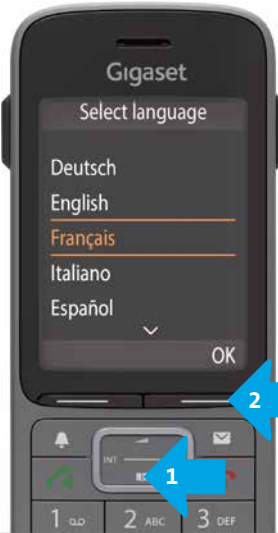 Gigaset
Select language
Deutsch
English
Français
Italiano
Español
OK
2
INT
1
1
2 ABC
3 DEF